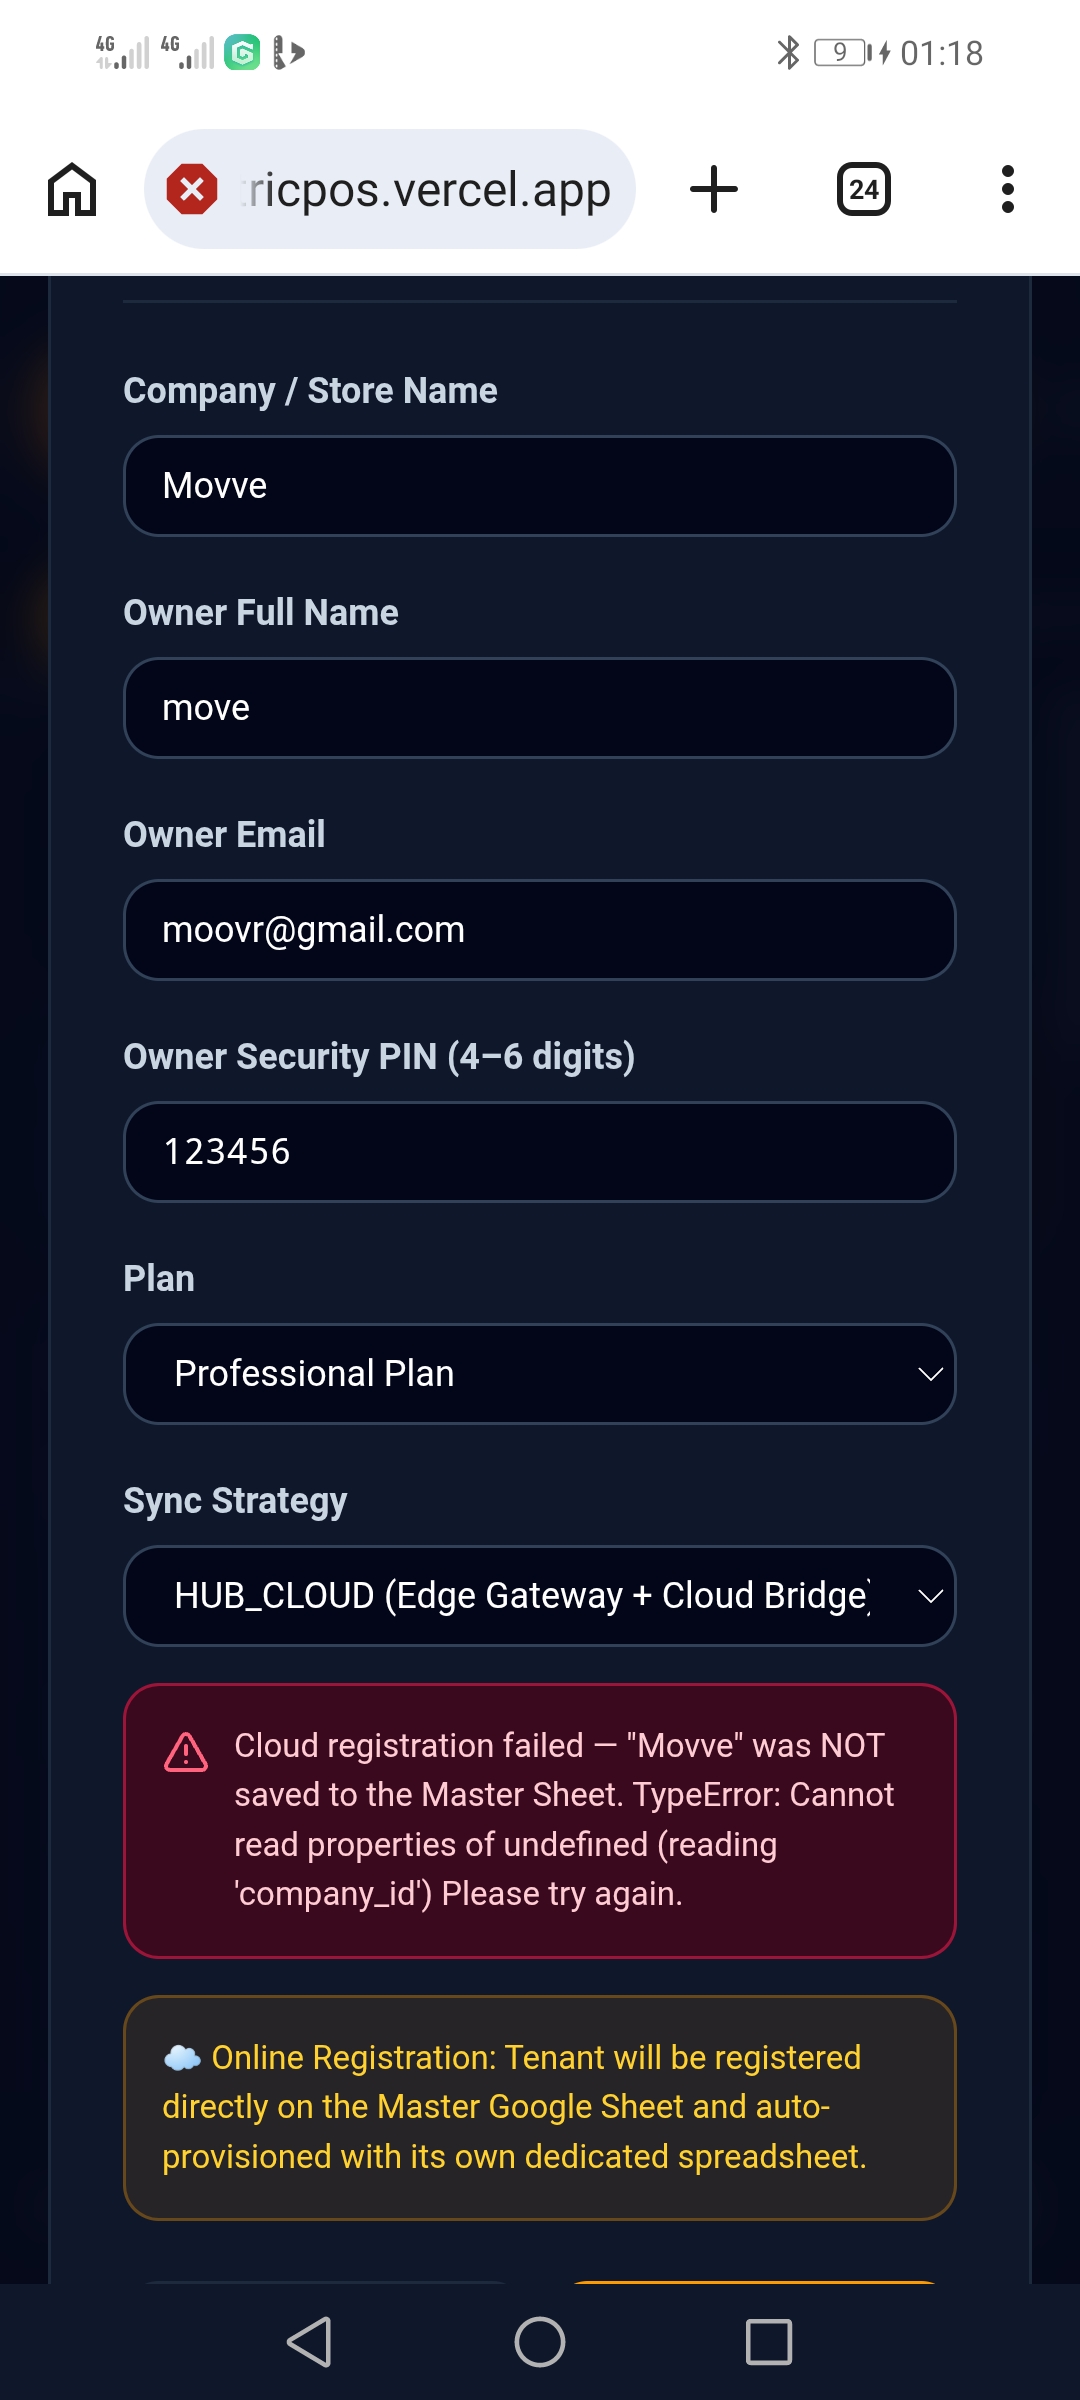 4G 4G 9 01:18
ricpos.vercel.app 24
Company / Store Name
Movve
Owner Full Name
move
Owner Email
moovr@gmail.com
Owner Security PIN (4–6 digits)
123456
Plan
Professional Plan
Sync Strategy
HUB_CLOUD (Edge Gateway + Cloud Bridge)
Cloud registration failed — "Movve" was NOT
saved to the Master Sheet. TypeError: Cannot
read properties of undefined (reading
'company_id') Please try again.
Online Registration: Tenant will be registered
directly on the Master Google Sheet and auto-
provisioned with its own dedicated spreadsheet.